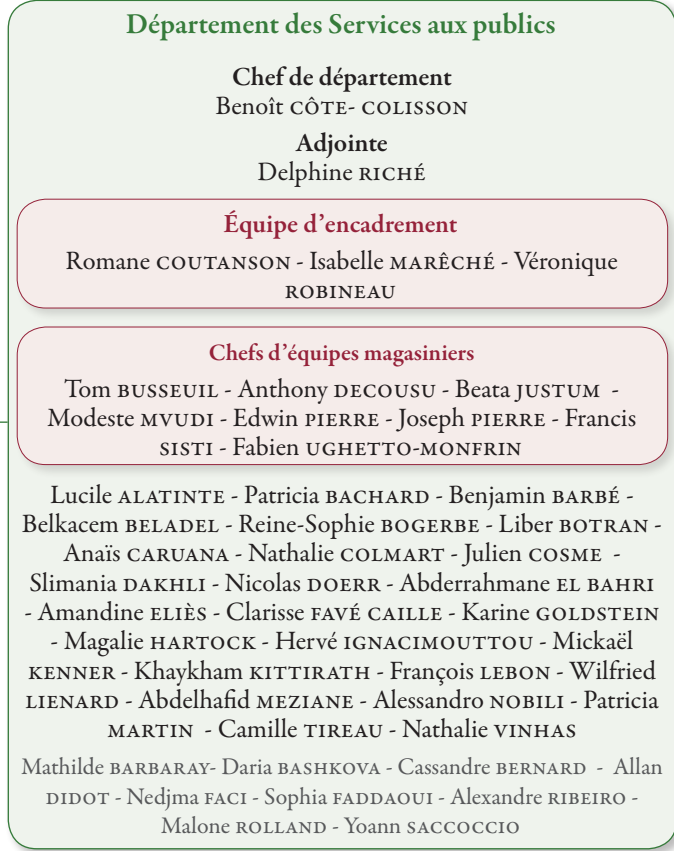 Département des Services aux publics
Chef de département
Benoît CÔTE- COLISSON
Adjointe
Delphine RICHÉ
Équipe d'encadrement
Romane COUTANSON - Isabelle MARÊCHÉ - Véronique
ROBINEAU
Chefs d'équipes magasiniers
Tom BUSSEUIL - Anthony DECOUSU - Beata JUSTUM -
Modeste MVUDI - Edwin PIERRE - Joseph PIERRE - Francis
SISTI - Fabien UGHETTO-MONFRIN
Lucile ALATINTE - Patricia BACHARD - Benjamin BARBÉ -
Belkacem BELADEL - Reine-Sophie BOGERBE - Liber BOTRAN -
Anaïs CARUANA - Nathalie COLMART - Julien COSME -
Slimania DAKHLI - Nicolas DOERR - Abderrahmane EL BAHRI
- Amandine ELIÈS - Clarisse FAVÉ CAILLE - Karine GOLDSTEIN
- Magalie HARTOCK - Hervé IGNACIMOUTTOU - Mickaël
KENNER - Khaykham KITTIRATH - François LEBON - Wilfried
LIENARD - Abdelhafid MEZIANE - Alessandro NOBILI - Patricia
MARTIN - Camille TIREAU - Nathalie VINHAS
Mathilde BARBARAY- Daria BASHKOVA - Cassandre BERNARD - Allan
DIDOT - Nedjma FACI - Sophia FADDAOUI - Alexandre RIBEIRO -
Malone ROLLAND - Yoann SACCOCCIO